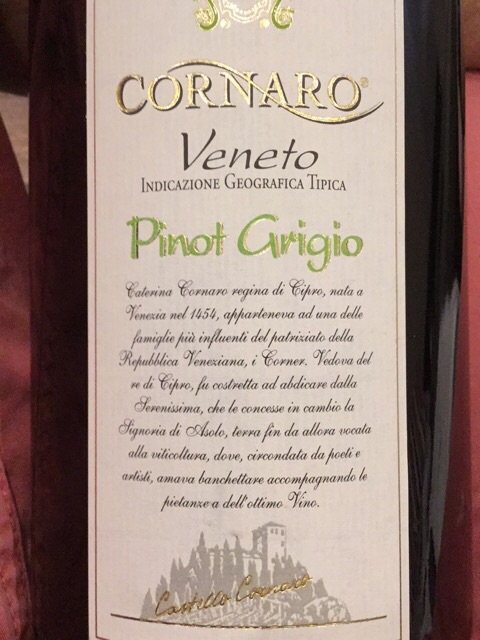 CORNARO®
Veneto
INDICAZIONE GEOGRAFICA TIPICA
Pinot Grigio
Caterina Cornaro regina di Cipro, nata a
Venezia nel 1454, apparteneva ad una delle
famiglie più influenti del patriziato della
Repubblica Veneziana, i Corner. Vedova del
re di Cipro, fu costretta ad abdicare dalla
Serenissima, che le concesse in cambio la
Signoria di Asolo, terra fin da allora vocata
alla viticoltura, dove, circondata da poeti e
artisti, amava banchettare accompagnando le
pietanze a dell'ottimo Vino.
Castello Cornaro